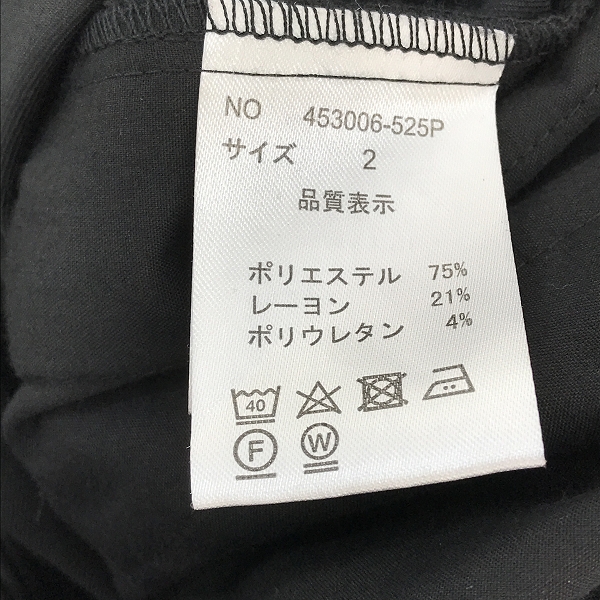 NO 453006-525P
サイズ 2
品質表示
ポリエステル 75%
レーヨン 21%
ポリウレタン 4%
40
F W